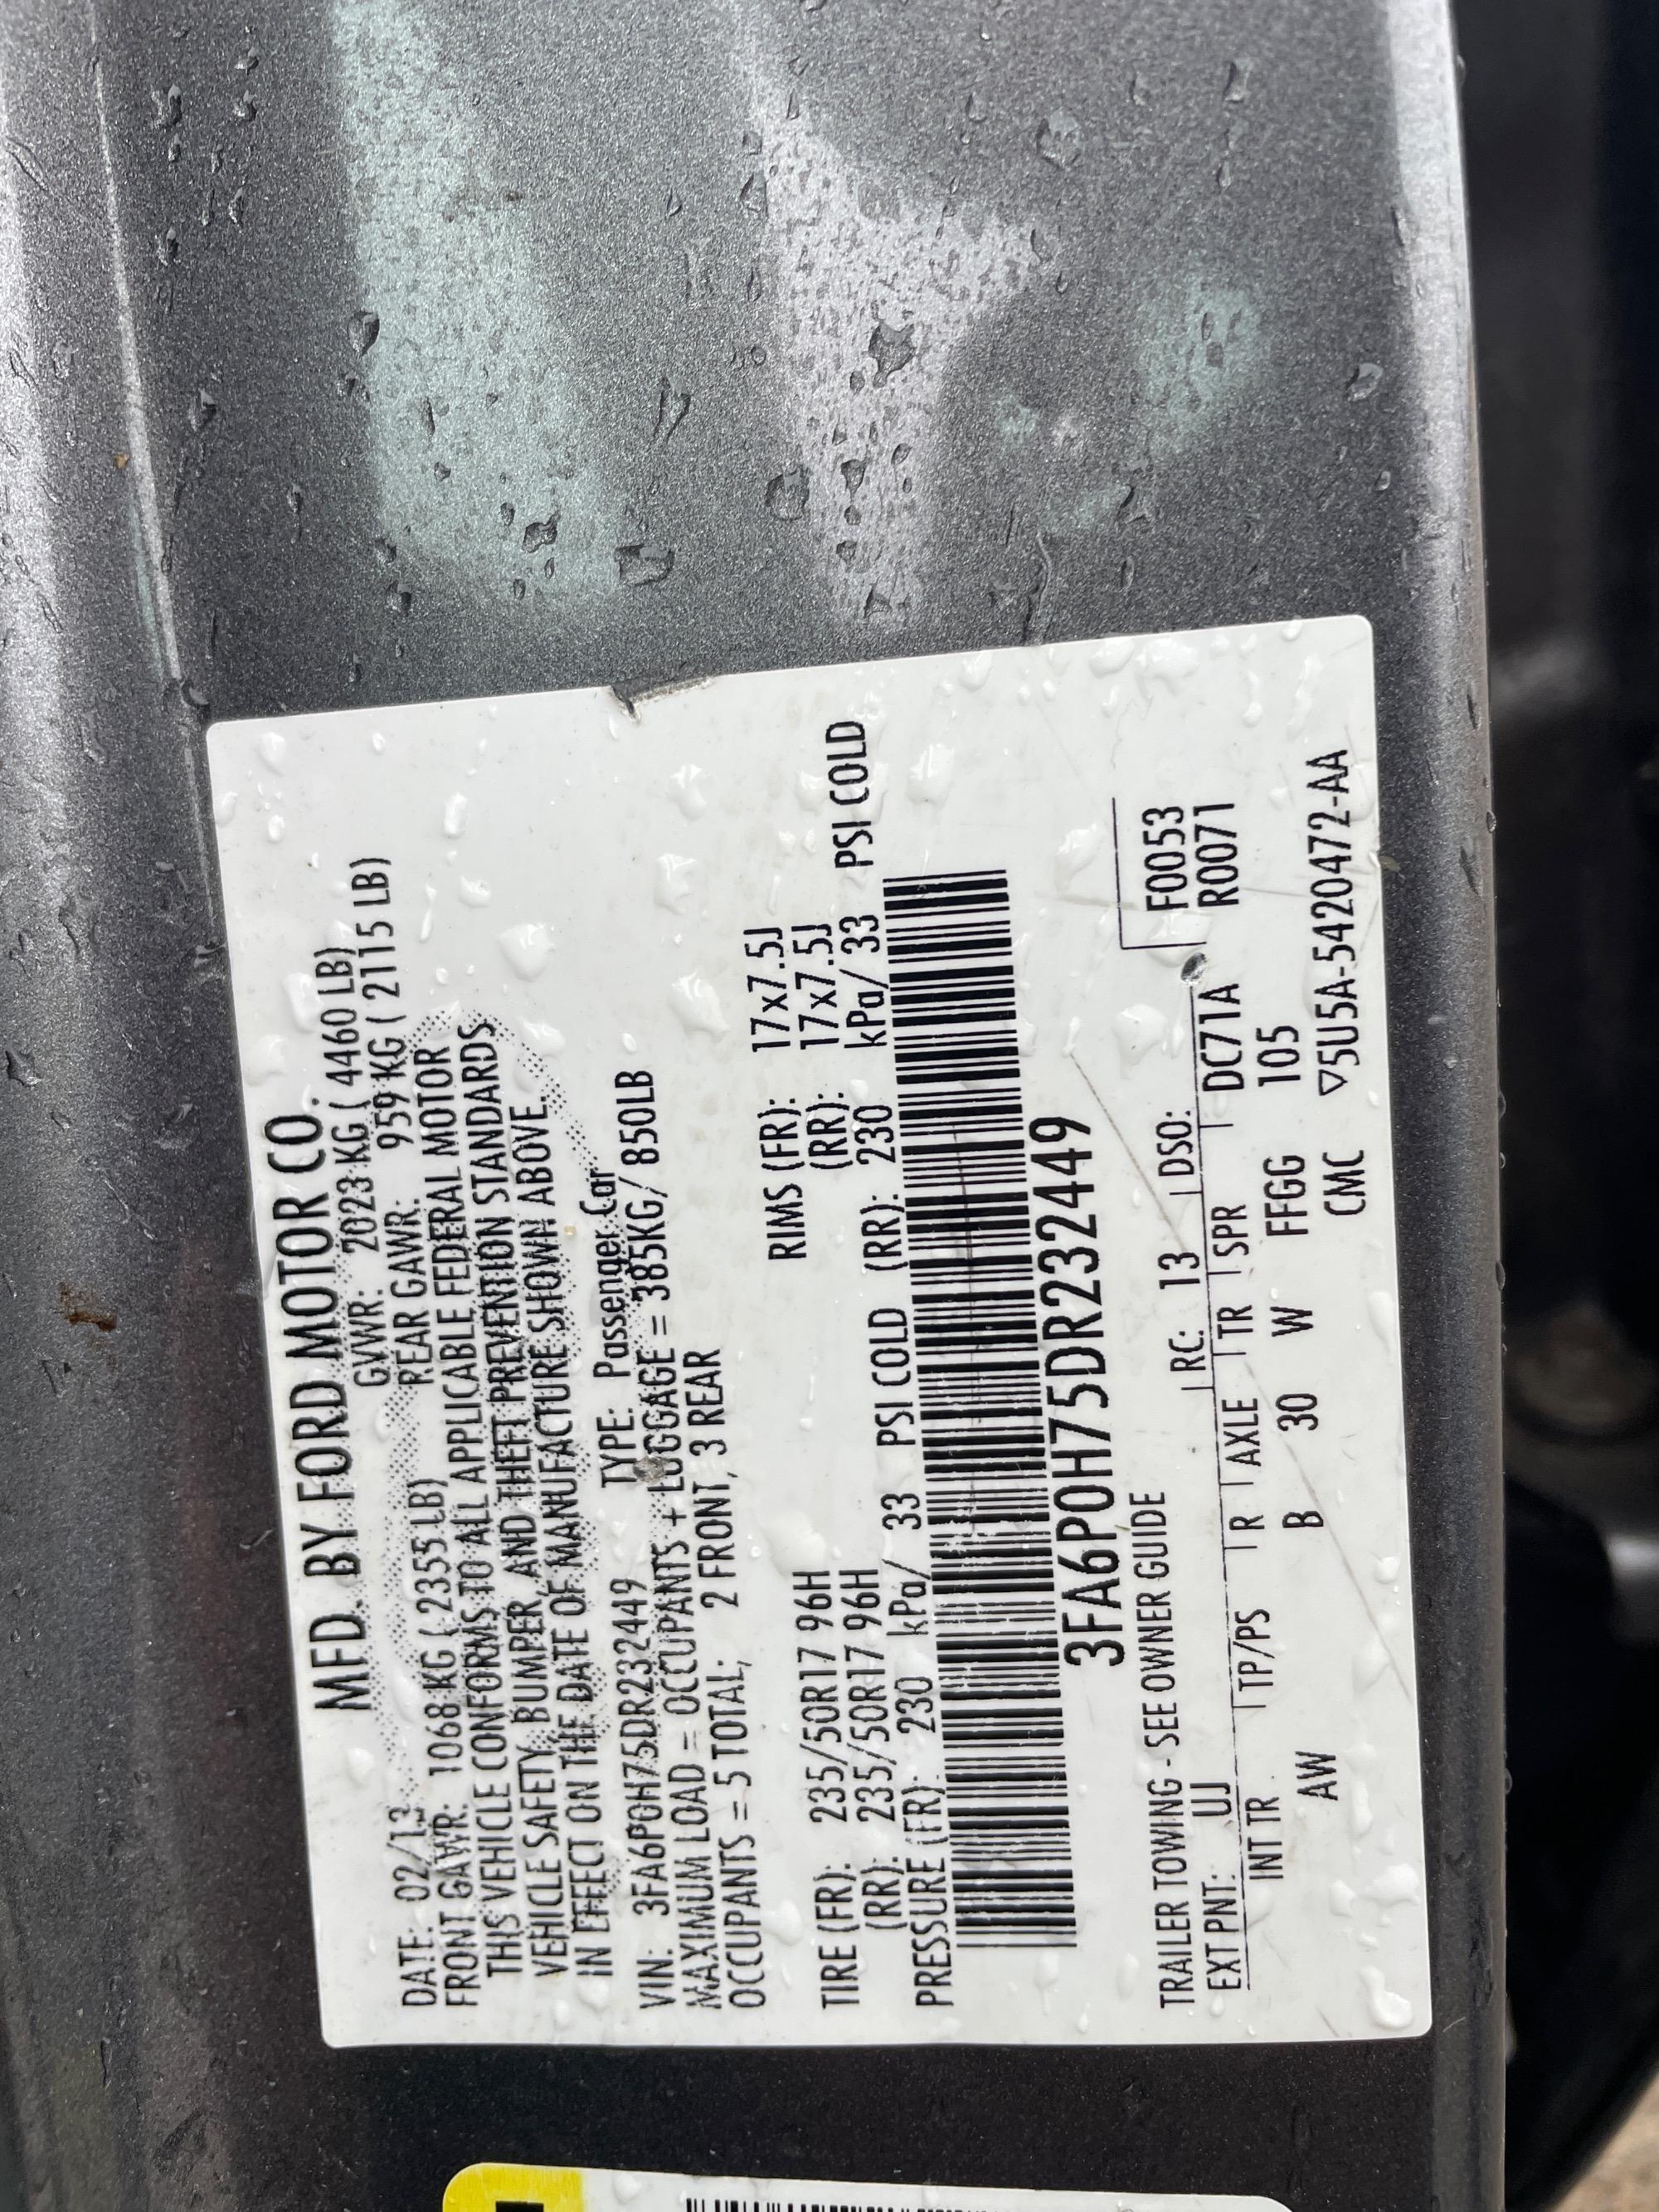 MFD. BY FORD MOTOR CO.
DATE: 02/13 GVWR: 2023 KG ( 4460 LB)
FRONT GAWR: 1068 KG ( 2355 LB) REAR GAWR: 959 KG ( 2115 LB)
THIS VEHICLE CONFORMS TO ALL APPLICABLE FEDERAL MOTOR
VEHICLE SAFETY, BUMPER, AND THEFT PREVENTION STANDARDS
IN EFFECT ON THE DATE OF MANUFACTURE SHOWN ABOVE.
VIN: 3FA6P0H75DR232449 TYPE: Passenger Car
MAXIMUM LOAD = OCCUPANTS + LUGGAGE = 385KG/ 850LB
OCCUPANTS = 5 TOTAL; 2 FRONT, 3 REAR
TIRE (FR): 235/50R17 96H RIMS (FR): 17x7.5J
(RR): 235/50R17 96H (RR): 17x7.5J
PRESSURE (FR): 230 kPa/ 33 PSI COLD (RR): 230 kPa/ 33 PSI COLD
3FA6P0H75DR232449
TRAILER TOWING - SEE OWNER GUIDE
EXT PNT: UJ RC: 13 DSO: F0053
INT TR TP/PS R AXLE TR SPR DC71A R0071
AW B 30 W FFGG 105
CMC ▽5U5A-5420472-AA